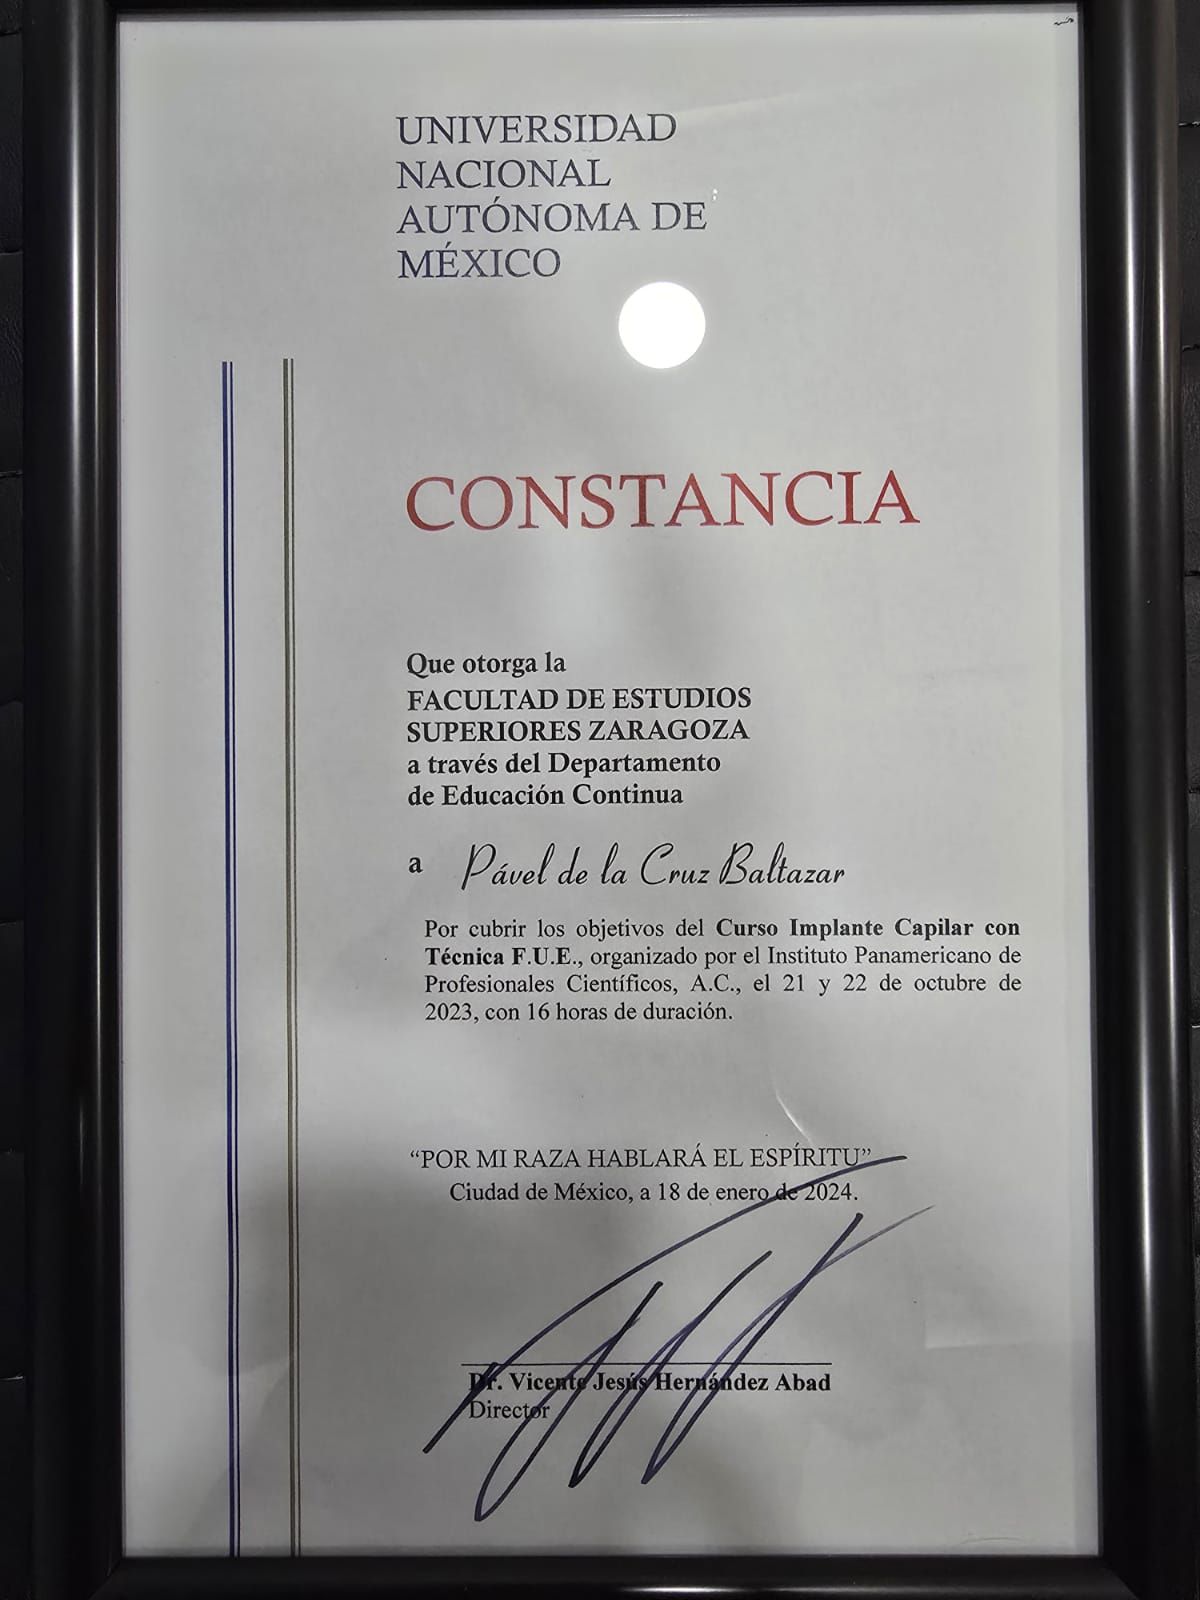 UNIVERSIDAD
NACIONAL
AUTÓNOMA DE
MÉXICO
CONSTANCIA
Que otorga la
FACULTAD DE ESTUDIOS
SUPERIORES ZARAGOZA
a través del Departamento
de Educación Continua
a Pável de la Cruz Baltazar
Por cubrir los objetivos del Curso Implante Capilar con
Técnica F.U.E., organizado por el Instituto Panamericano de
Profesionales Científicos, A.C., el 21 y 22 de octubre de
2023, con 16 horas de duración.
“POR MI RAZA HABLARÁ EL ESPÍRITU”
Ciudad de México, a 18 de enero de 2024.
Dr. Vicente Jesús Hernández Abad
Director